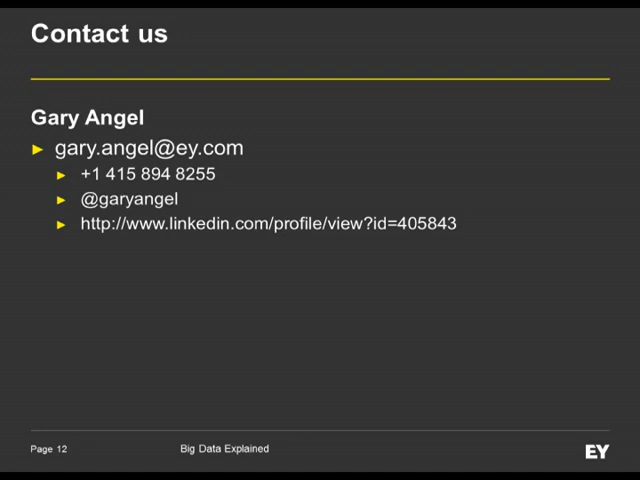 Contact us
Gary Angel
► gary.angel@ey.com
► +1 415 894 8255
► @garyangel
► http://www.linkedin.com/profile/view?id=405843
Page 12 Big Data Explained EY